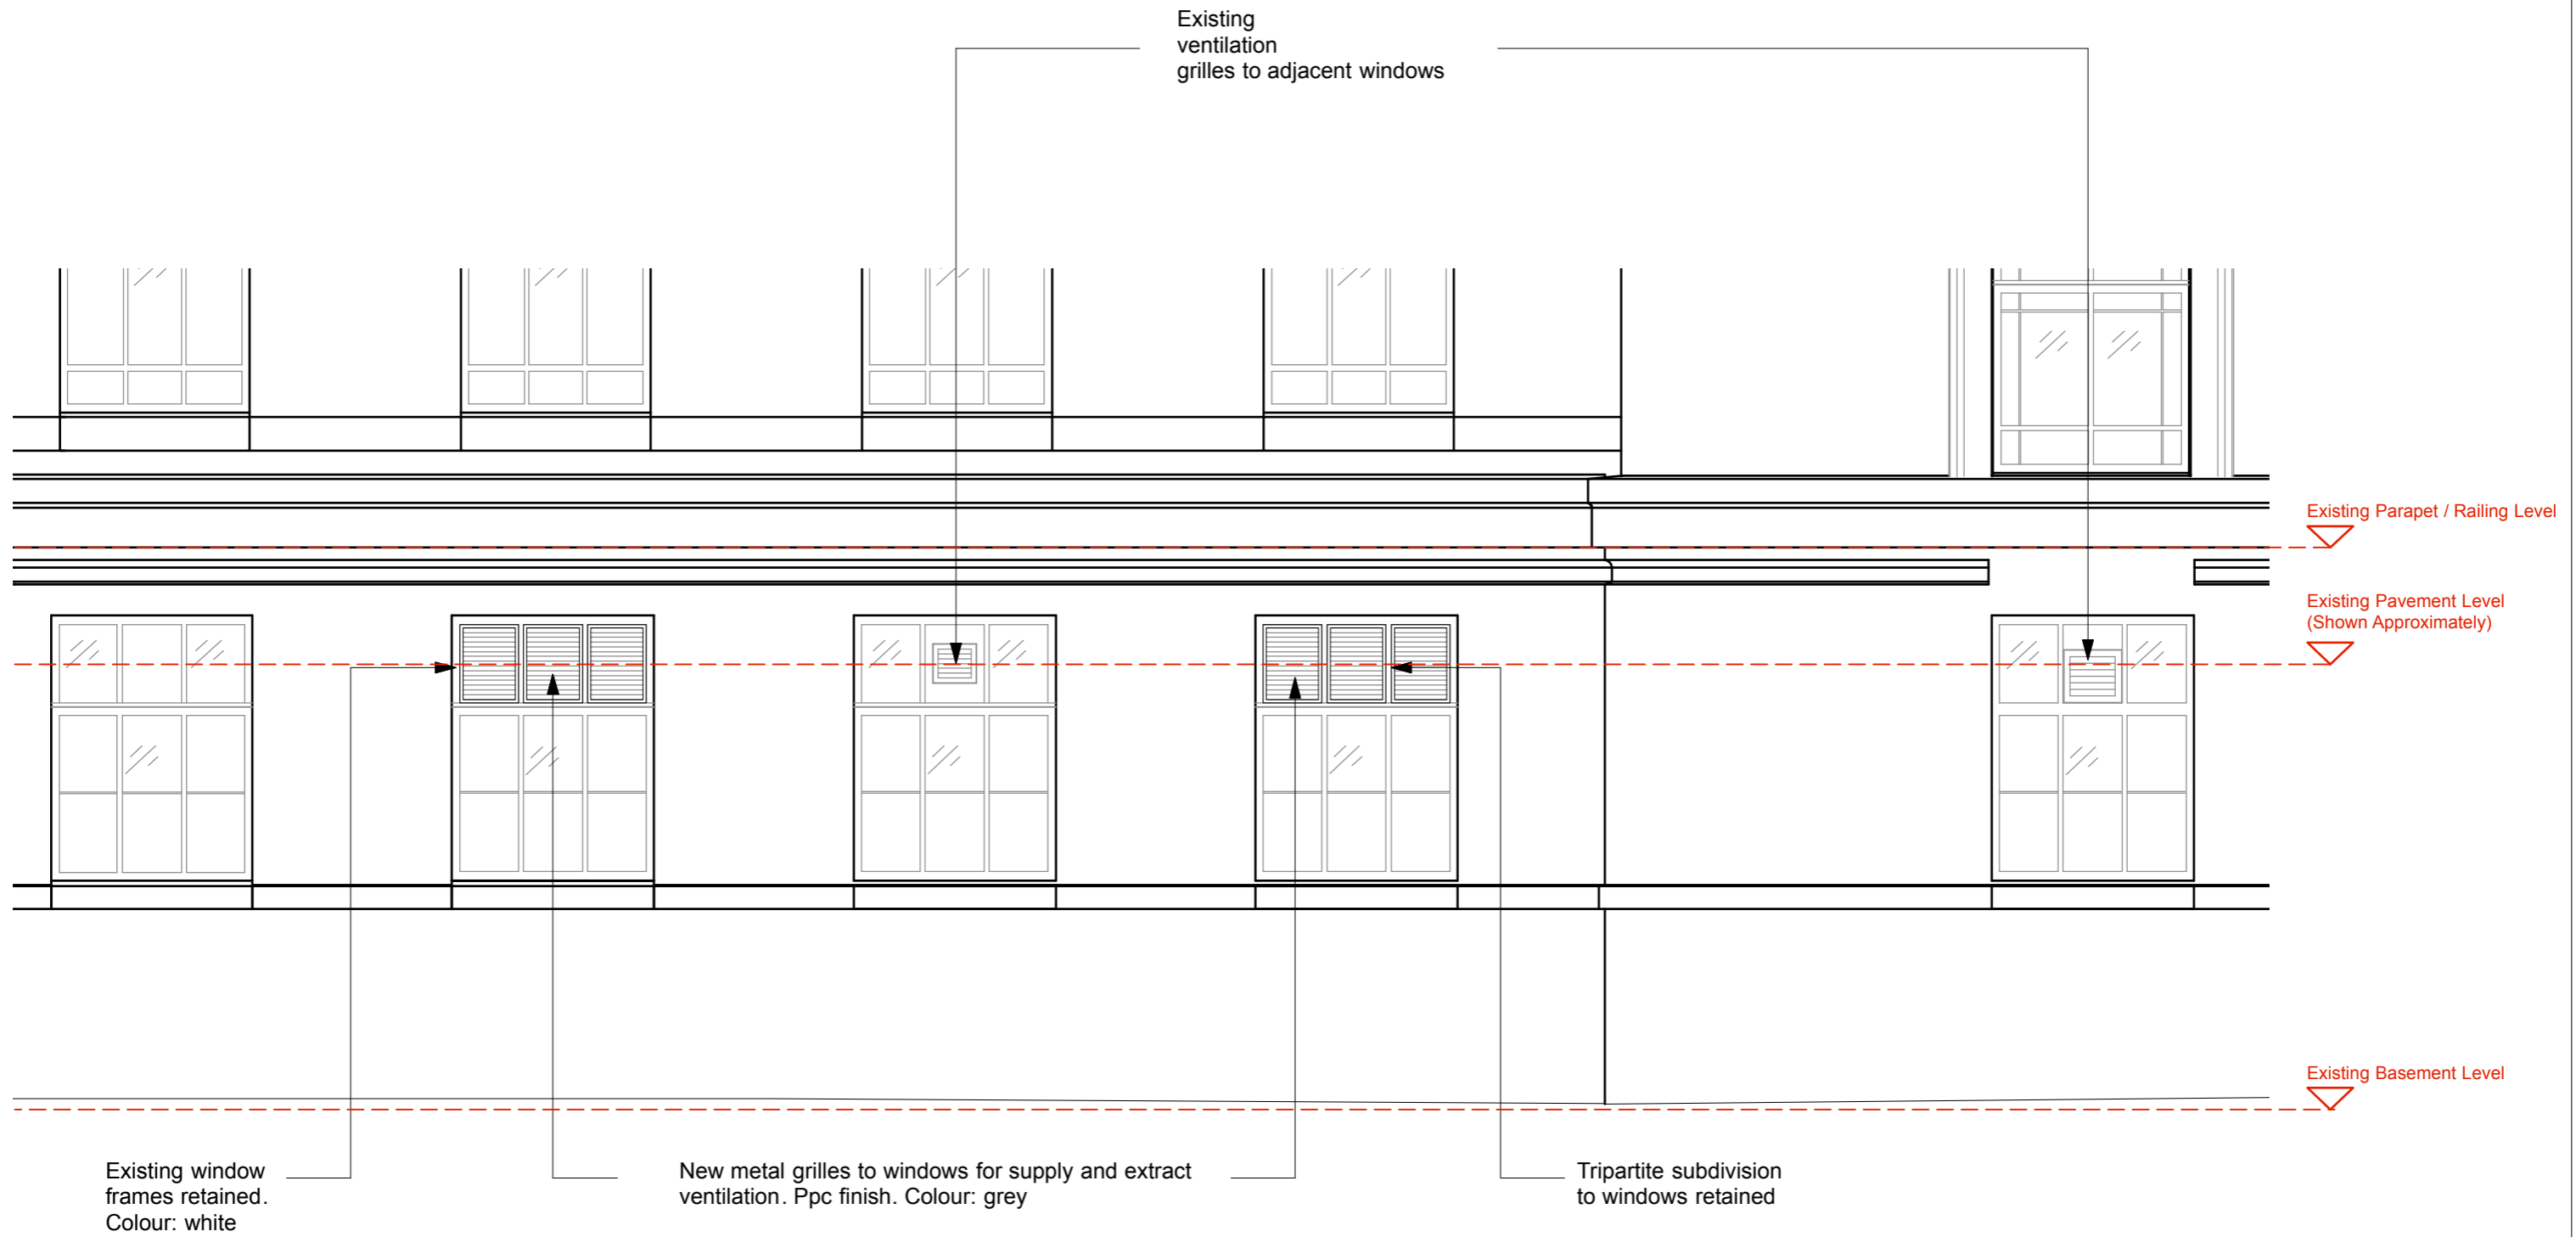 Existing
ventilation
grilles to adjacent windows
Existing Parapet / Railing Level
Existing Pavement Level
(Shown Approximately)
Existing Basement Level
Existing window
frames retained.
Colour: white
New metal grilles to windows for supply and extract
ventilation. Ppc finish. Colour: grey
Tripartite subdivision
to windows retained